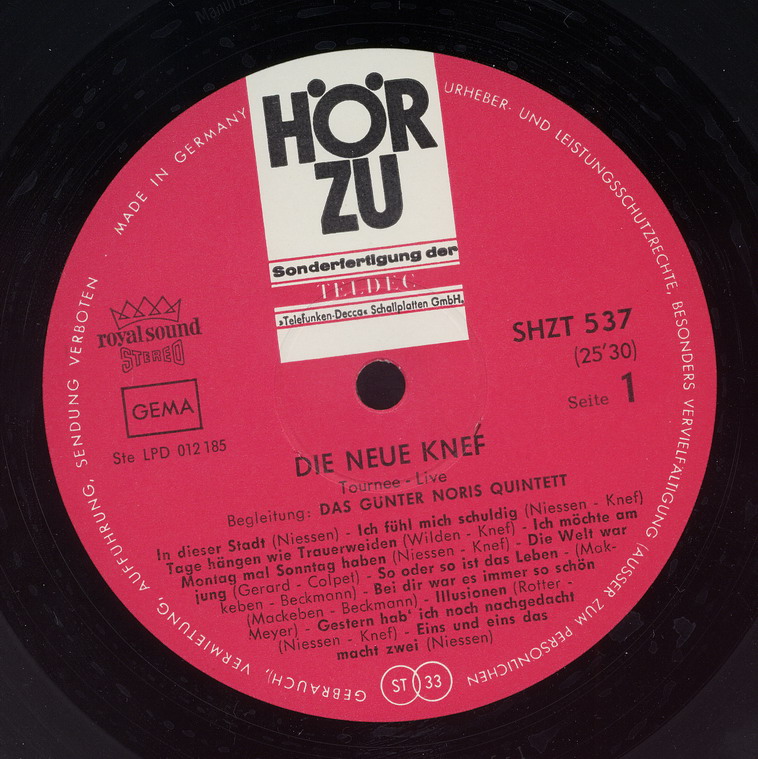 HÖR
ZU
Sonderfertigung der
TELDEC
»Telefunken-Decca« Schallplatten GmbH.
MADE IN GERMANY
URHEBER- UND LEISTUNGSSCHUTZRECHTE, BESONDERS VERVIELFÄLTIGUNG (AUSSER ZUM PERSÖNLICHEN
GEBRAUCH), VERMIETUNG, AUFFÜHRUNG, SENDUNG VERBOTEN
royal sound
STEREO
GEMA
Ste LPD 012 185
SHZT 537
(25'30)
Seite 1
DIE NEUE KNEF
Tournee - Live
Begleitung: DAS GÜNTER NORIS QUINTETT
In dieser Stadt (Niessen) - Ich fühl mich schuldig (Niessen - Knef)
Tage hängen wie Trauerweiden (Wilden - Knef) - Ich möchte am
Montag mal Sonntag haben (Niessen - Knef) - Die Welt war
jung (Gerard - Colpet) - So oder so ist das Leben - (Mak-
keben - Beckmann) - Bei dir war es immer so schön
(Mackeben - Beckmann) - Illusionen (Rotter -
Meyer) - Gestern hab' ich noch nachgedacht
(Niessen - Knef) - Eins und eins das
macht zwei (Niessen)
ST 33